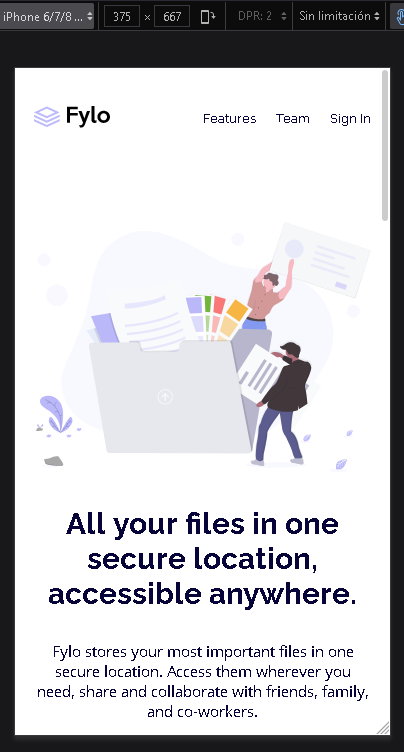 iPhone 6/7/8 ... 375 × 667 DPR: 2 Sin limitación
Fylo Features Team Sign In
All your files in one
secure location,
accessible anywhere.
Fylo stores your most important files in one
secure location. Access them wherever you
need, share and collaborate with friends, family,
and co-workers.